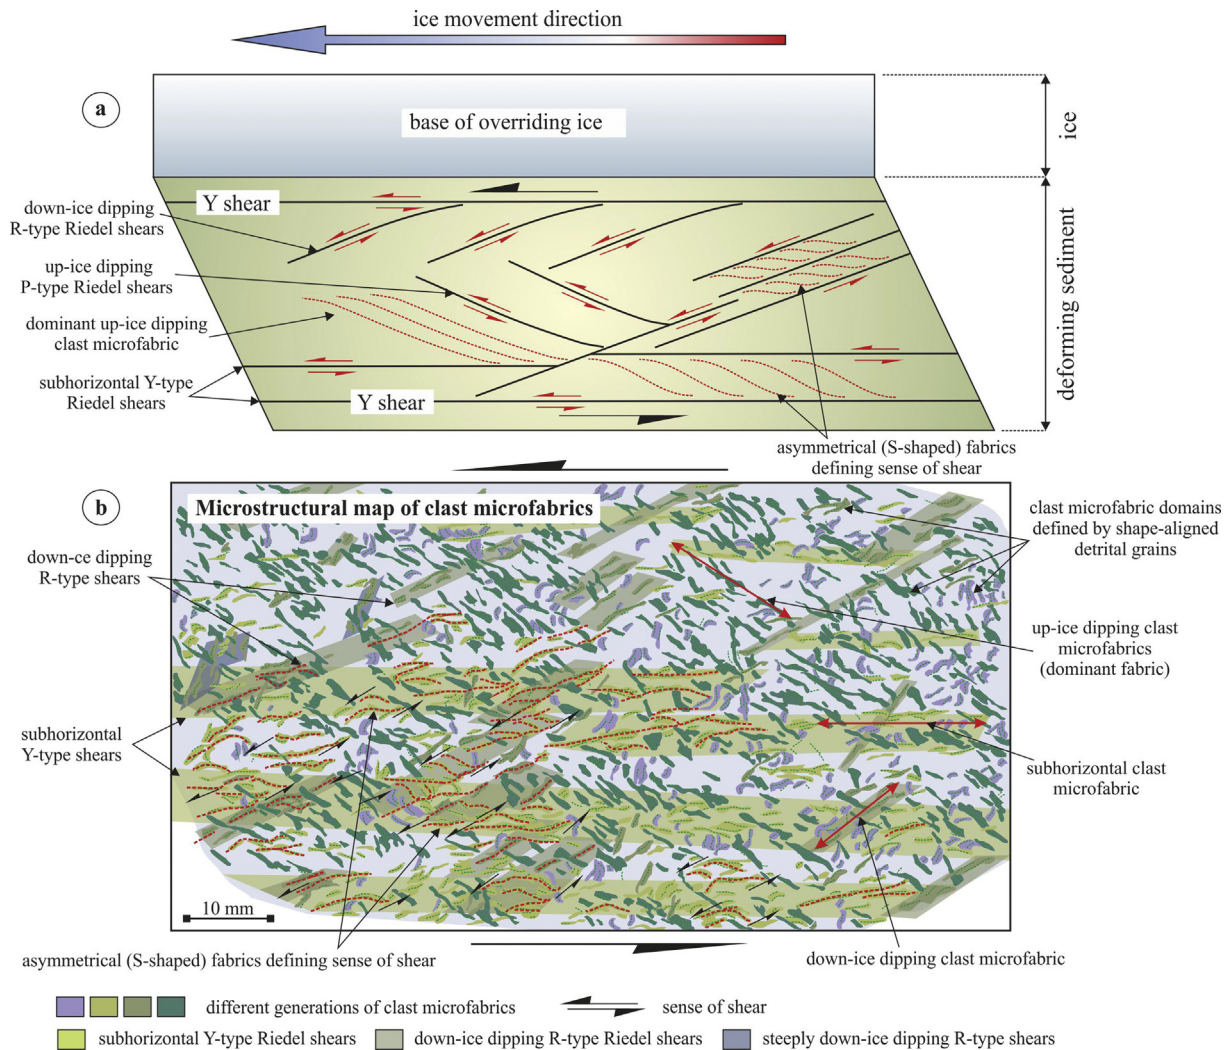 ice movement direction
a
base of overriding ice
ice
Y shear
down-ice dipping
R-type Riedel shears
up-ice dipping
P-type Riedel shears
dominant up-ice dipping
clast microfabric
subhorizontal Y-type
Riedel shears
Y shear
deforming sediment
asymmetrical (S-shaped) fabrics
defining sense of shear
b
Microstructural map of clast microfabrics
down-ce dipping
R-type shears
subhorizontal
Y-type shears
clast microfabric domains
defined by shape-aligned
detrital grains
up-ice dipping clast
microfabrics
(dominant fabric)
subhorizontal clast
microfabric
10 mm
asymmetrical (S-shaped) fabrics defining sense of shear
down-ice dipping clast microfabric
different generations of clast microfabrics
sense of shear
subhorizontal Y-type Riedel shears
down-ice dipping R-type Riedel shears
steeply down-ice dipping R-type shears